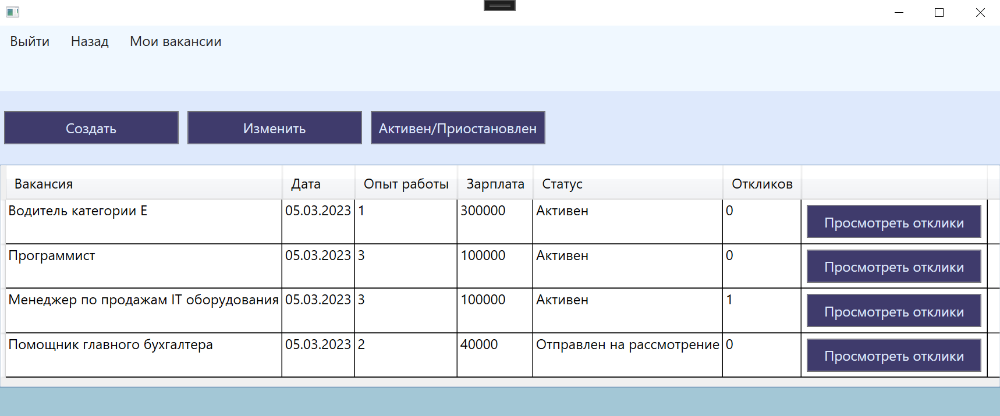 Выйти Назад Мои вакансии
Создать Изменить Активен/Приостановлен
Вакансия Дата Опыт работы Зарплата Статус Откликов
Водитель категории Е 05.03.2023 1 300000 Активен 0 Просмотреть отклики
Программист 05.03.2023 3 100000 Активен 0 Просмотреть отклики
Менеджер по продажам IT оборудования 05.03.2023 3 100000 Активен 1 Просмотреть отклики
Помощник главного бухгалтера 05.03.2023 2 40000 Отправлен на рассмотрение 0 Просмотреть отклики